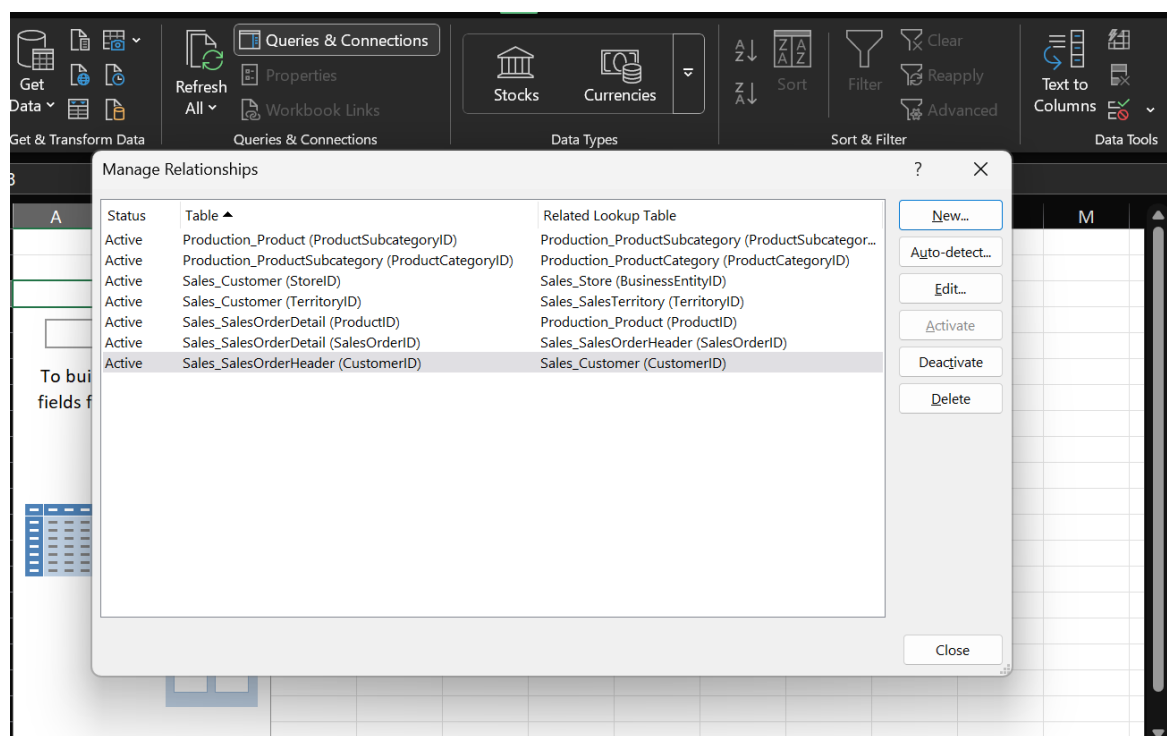 Get
Data
Refresh
All
Queries & Connections
Properties
Workbook Links
Stocks
Currencies
A
Z
Z
A
Z A
A Z
Sort
Filter
Clear
Reapply
Advanced
Text to
Columns
Get & Transform Data
Queries & Connections
Data Types
Sort & Filter
Data Tools
Manage Relationships
?
A
M
To bui
fields f
Status Table Related Lookup Table
Active Production_Product (ProductSubcategoryID) Production_ProductSubcategory (ProductSubcategor...
Active Production_ProductSubcategory (ProductCategoryID) Production_ProductCategory (ProductCategoryID)
Active Sales_Customer (StoreID) Sales_Store (BusinessEntityID)
Active Sales_Customer (TerritoryID) Sales_SalesTerritory (TerritoryID)
Active Sales_SalesOrderDetail (ProductID) Production_Product (ProductID)
Active Sales_SalesOrderDetail (SalesOrderID) Sales_SalesOrderHeader (SalesOrderID)
Active Sales_SalesOrderHeader (CustomerID) Sales_Customer (CustomerID)
New...
Auto-detect...
Edit...
Activate
Deactivate
Delete
Close